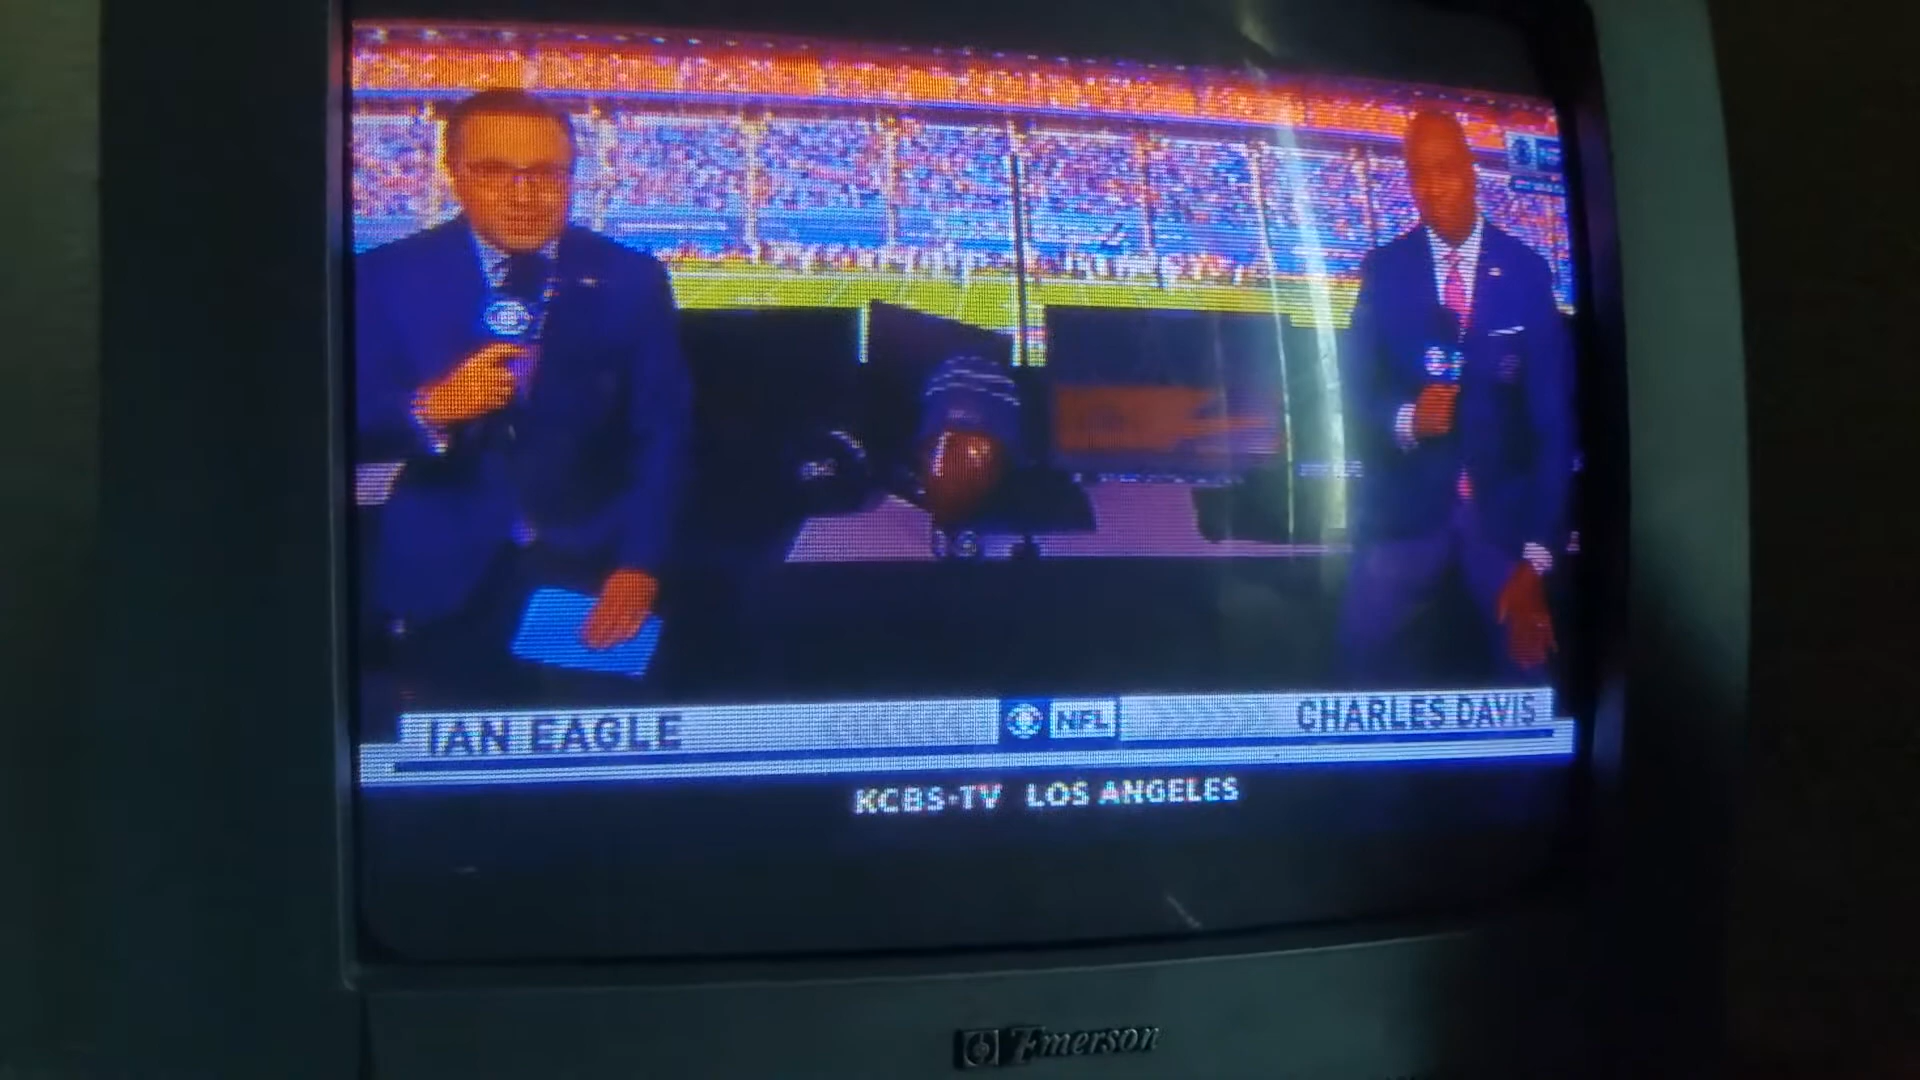 IAN EAGLE
NFL
CHARLES DAVIS
KCBS-TV LOS ANGELES
Emerson